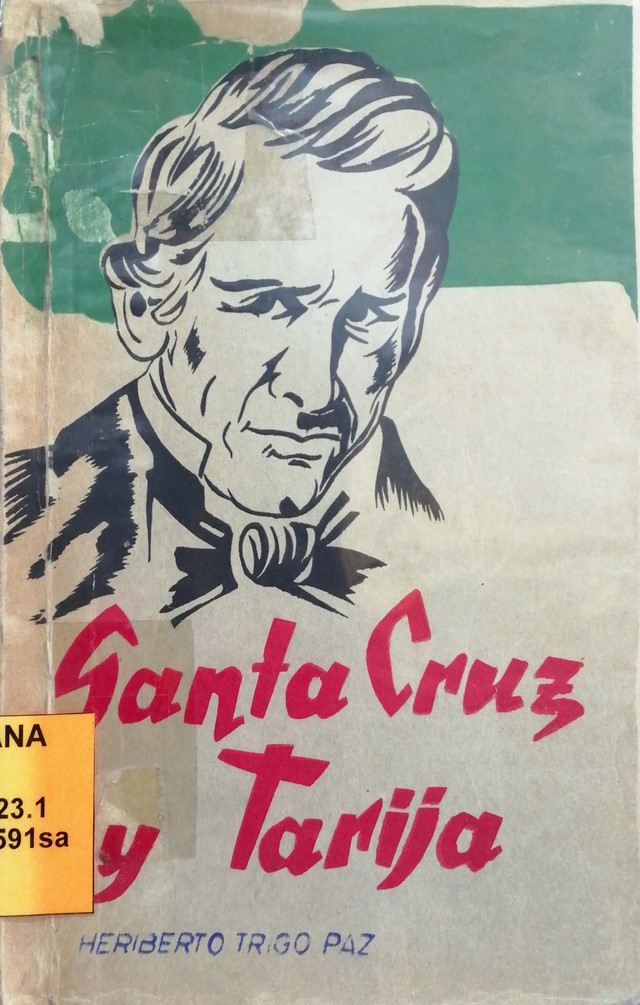 Santa Cruz
y Tarija
ANA
23.1
591sa
HERIBERTO TRIGO PAZ